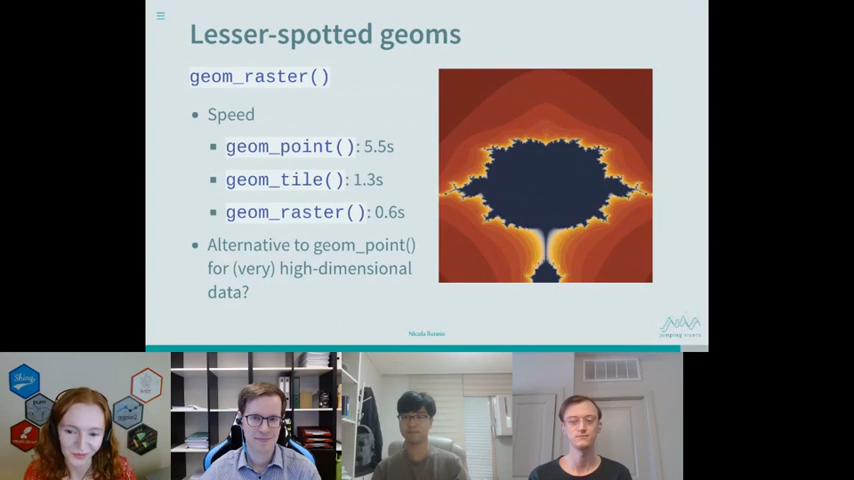 Lesser-spotted geoms
geom_raster()
Speed
geom_point(): 5.5s
geom_tile(): 1.3s
geom_raster(): 0.6s
Alternative to geom_point()
for (very) high-dimensional
data?
Nicola Rennie
jumping rivers
Shiny